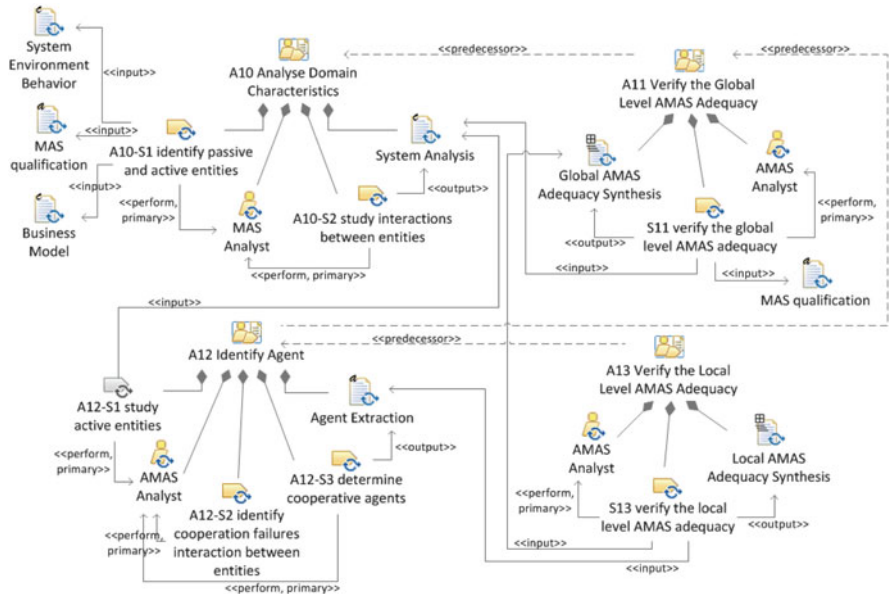 System
Environment
Behavior
<<input>>
MAS
qualification
<<input>>
Business
Model
<<input>>
A10 Analyse Domain
Characteristics
A10-S1 identify passive
and active entities
<<perform,
primary>>
MAS
Analyst
A10-S2 study interactions
between entities
<<perform, primary>>
System Analysis
<<output>>
<<predecessor>>
<<predecessor>>
A11 Verify the Global
Level AMAS Adequacy
Global AMAS
Adequacy Synthesis
AMAS
Analyst
<<perform,
primary>>
S11 verify the global
level AMAS adequacy
<<output>>
<<input>>
<<input>>
MAS qualification
<<input>>
A12 Identify Agent
<<predecessor>>
A12-S1 study
active entities
<<perform,
primary>>
AMAS
Analyst
A12-S2 identify
cooperation failures
interaction between
entities
<<perform,
primary>>
A12-S3 determine
cooperative agents
<<perform, primary>>
Agent Extraction
<<output>>
A13 Verify the Local
Level AMAS Adequacy
AMAS
Analyst
Local AMAS
Adequacy Synthesis
<<perform,
primary>>
S13 verify the local
level AMAS adequacy
<<output>>
<<input>>
<<input>>